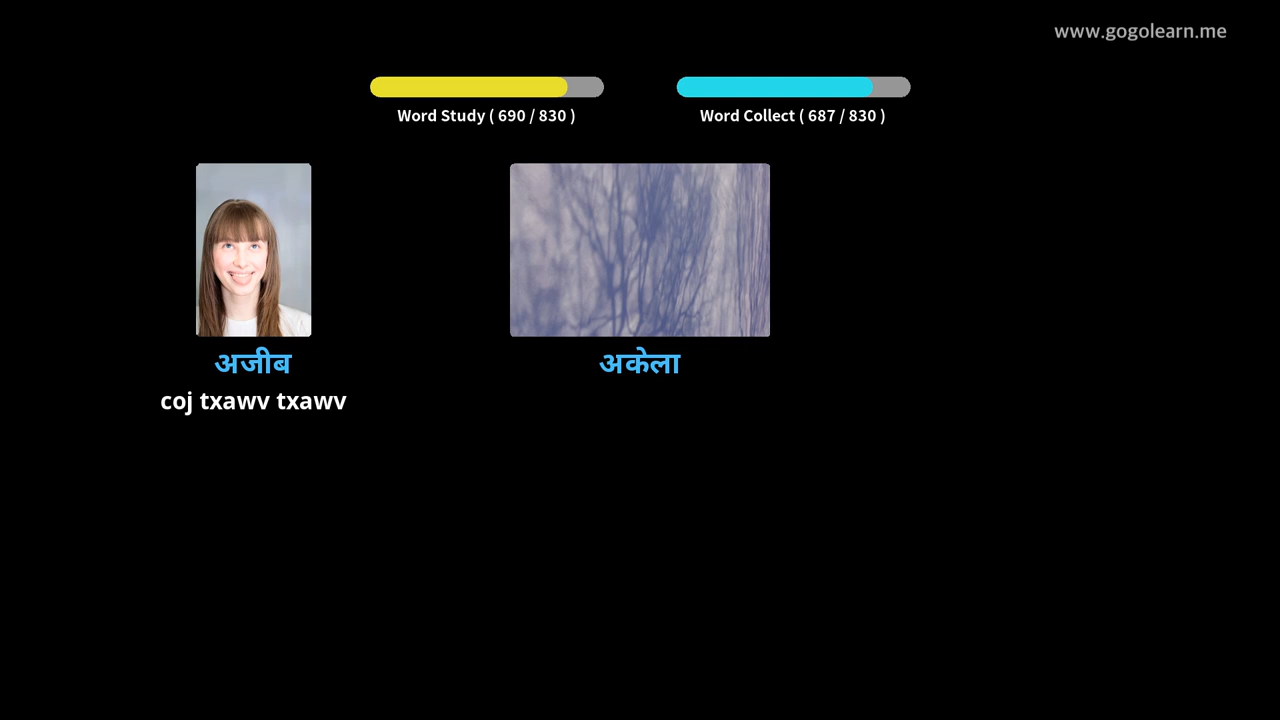 www.gogolearn.me
Word Study ( 690 / 830 )
Word Collect ( 687 / 830 )
अजीब
coj txawv txawv
अकेला